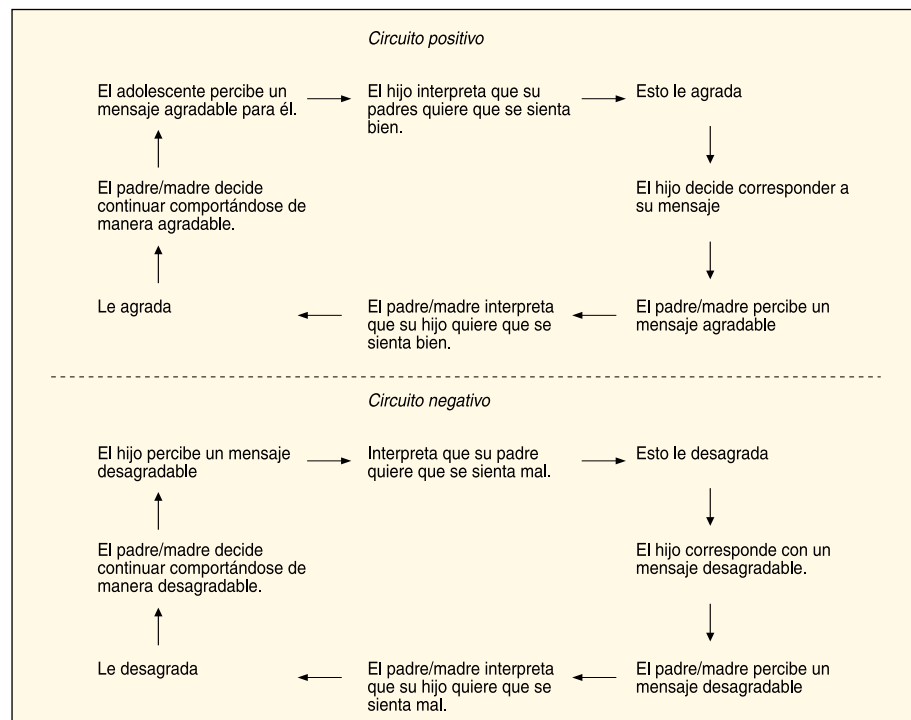 Circuito positivo
El adolescente percibe un
mensaje agradable para él.
El hijo interpreta que su
padres quiere que se sienta
bien.
Esto le agrada
El hijo decide corresponder a
su mensaje
El padre/madre percibe un
mensaje agradable
El padre/madre interpreta
que su hijo quiere que se
sienta bien.
Le agrada
El padre/madre decide
continuar comportándose de
manera agradable.
Circuito negativo
El hijo percibe un mensaje
desagradable
Interpreta que su padre
quiere que se sienta mal.
Esto le desagrada
El hijo corresponde con un
mensaje desagradable.
El padre/madre percibe un
mensaje desagradable
El padre/madre interpreta
que su hijo quiere que se
sienta mal.
Le desagrada
El padre/madre decide
continuar comportándose de
manera desagradable.